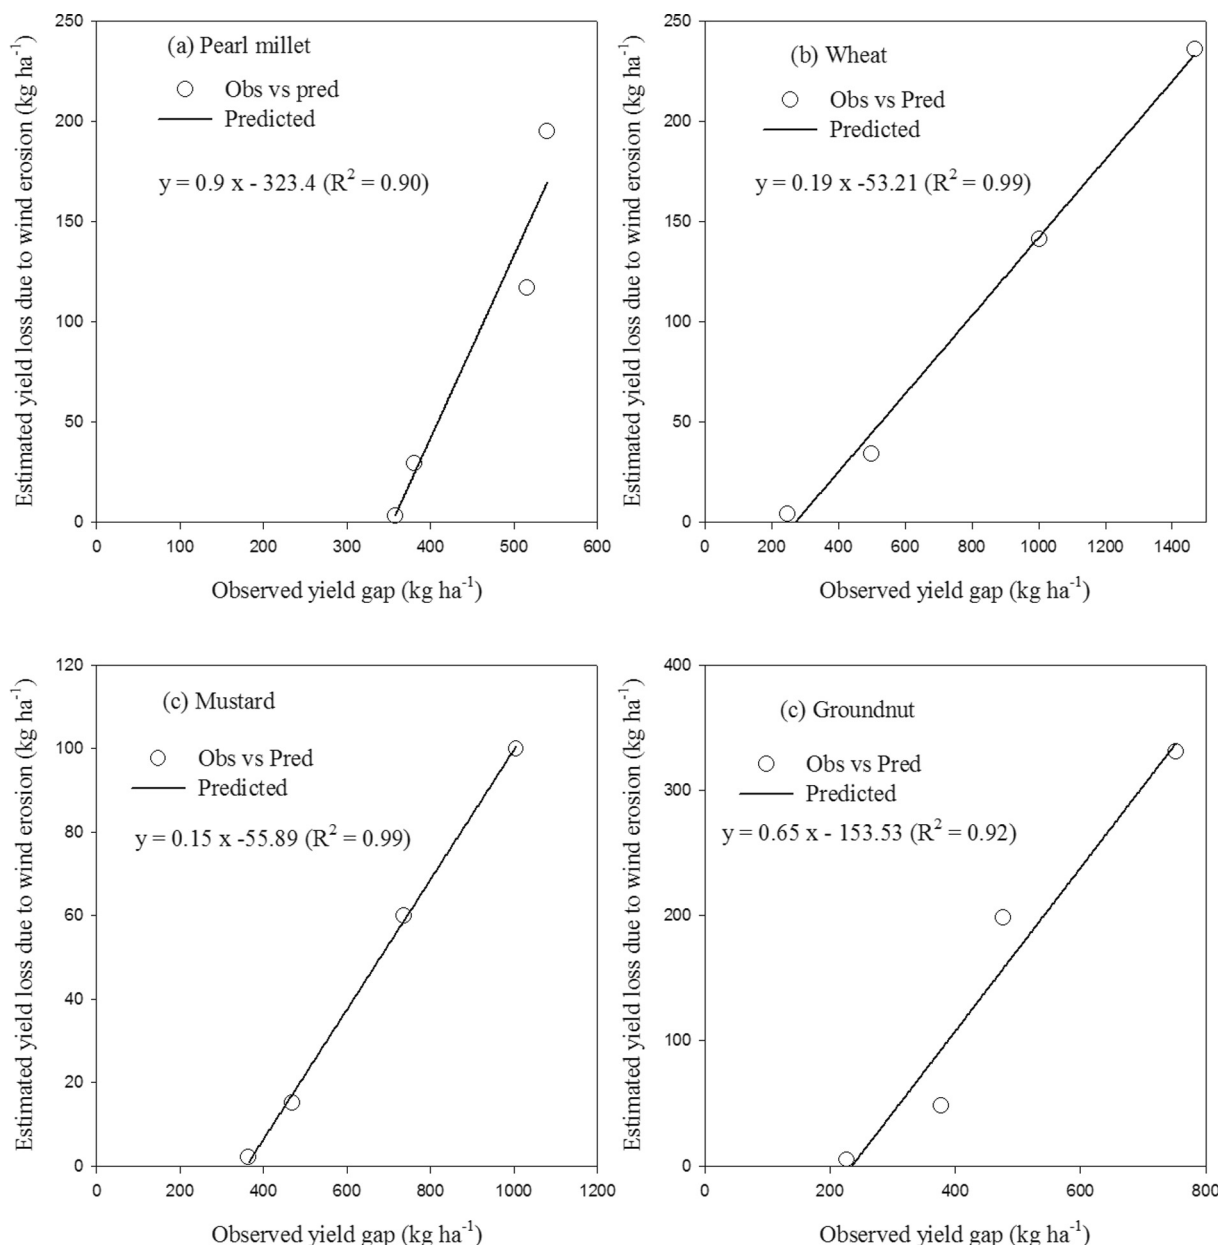 (a) Pearl millet
Obs vs pred
Predicted
y = 0.9 x - 323.4 (R² = 0.90)
Estimated yield loss due to wind erosion (kg ha⁻¹)
250
200
150
100
50
0
0 100 200 300 400 500 600
Observed yield gap (kg ha⁻¹)
(b) Wheat
Obs vs Pred
Predicted
y = 0.19 x -53.21 (R² = 0.99)
Estimated yield loss due to wind erosion (kg ha⁻¹)
250
200
150
100
50
0
0 200 400 600 800 1000 1200 1400
Observed yield gap (kg ha⁻¹)
(c) Mustard
Obs vs Pred
Predicted
y = 0.15 x -55.89 (R² = 0.99)
Estimated yield loss due to wind erosion (kg ha⁻¹)
120
100
80
60
40
20
0
0 200 400 600 800 1000 1200
Observed yield gap (kg ha⁻¹)
(c) Groundnut
Obs vs Pred
Predicted
y = 0.65 x - 153.53 (R² = 0.92)
Estimated yield loss due to wind erosion (kg ha⁻¹)
400
300
200
100
0
0 200 400 600 800
Observed yield gap (kg ha⁻¹)